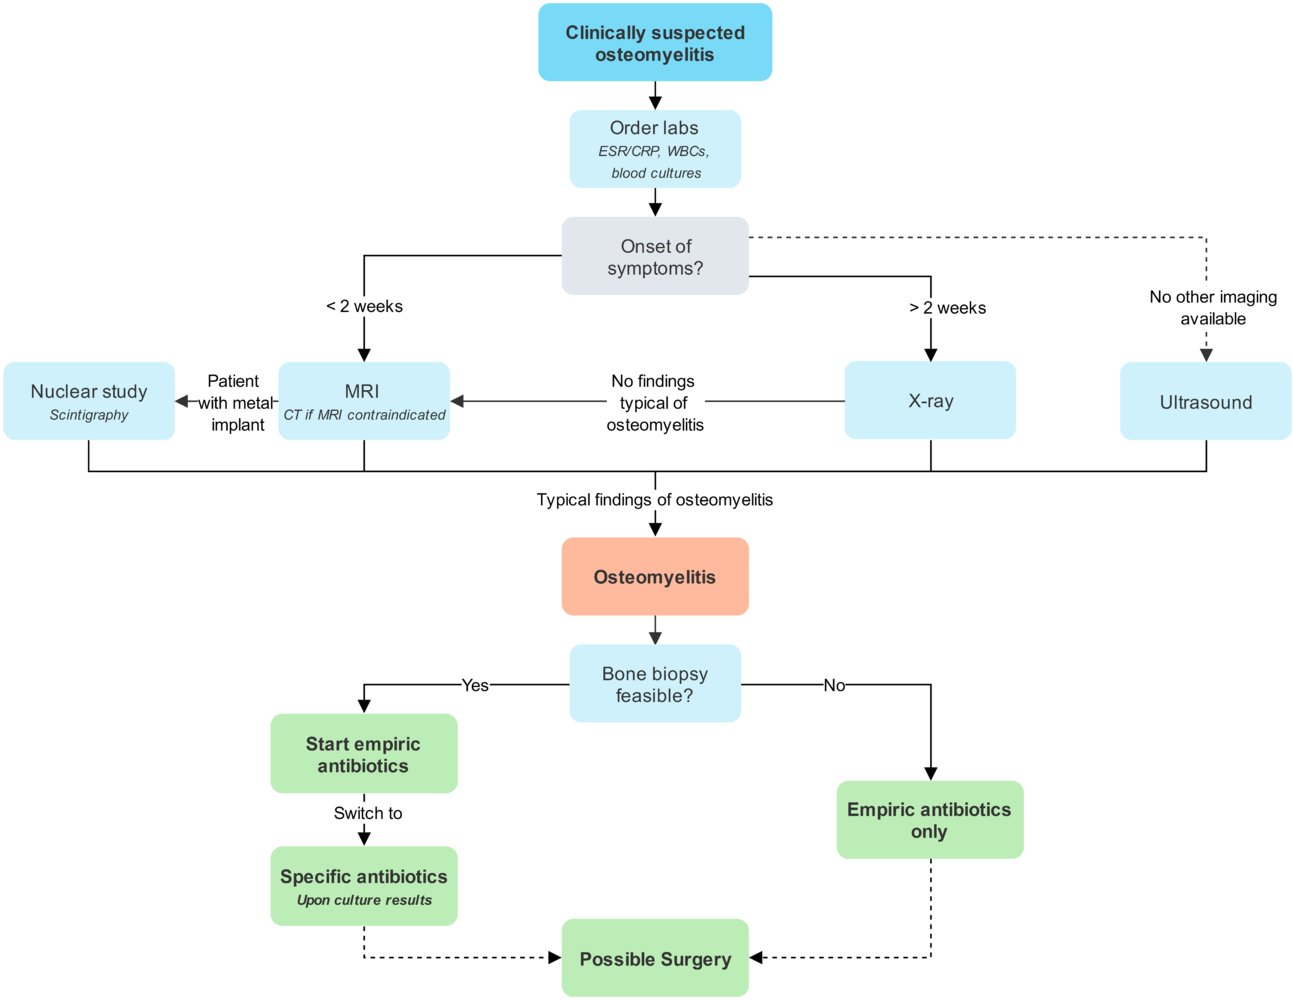 Clinically suspected
osteomyelitis
Order labs
ESR/CRP, WBCs,
blood cultures
Onset of
symptoms?
< 2 weeks
> 2 weeks
No other imaging
available
Nuclear study
Scintigraphy
Patient
with metal
implant
MRI
CT if MRI contraindicated
No findings
typical of
osteomyelitis
X-ray
Ultrasound
Typical findings of osteomyelitis
Osteomyelitis
Bone biopsy
feasible?
Yes
No
Start empiric
antibiotics
Switch to
Specific antibiotics
Upon culture results
Empiric antibiotics
only
Possible Surgery